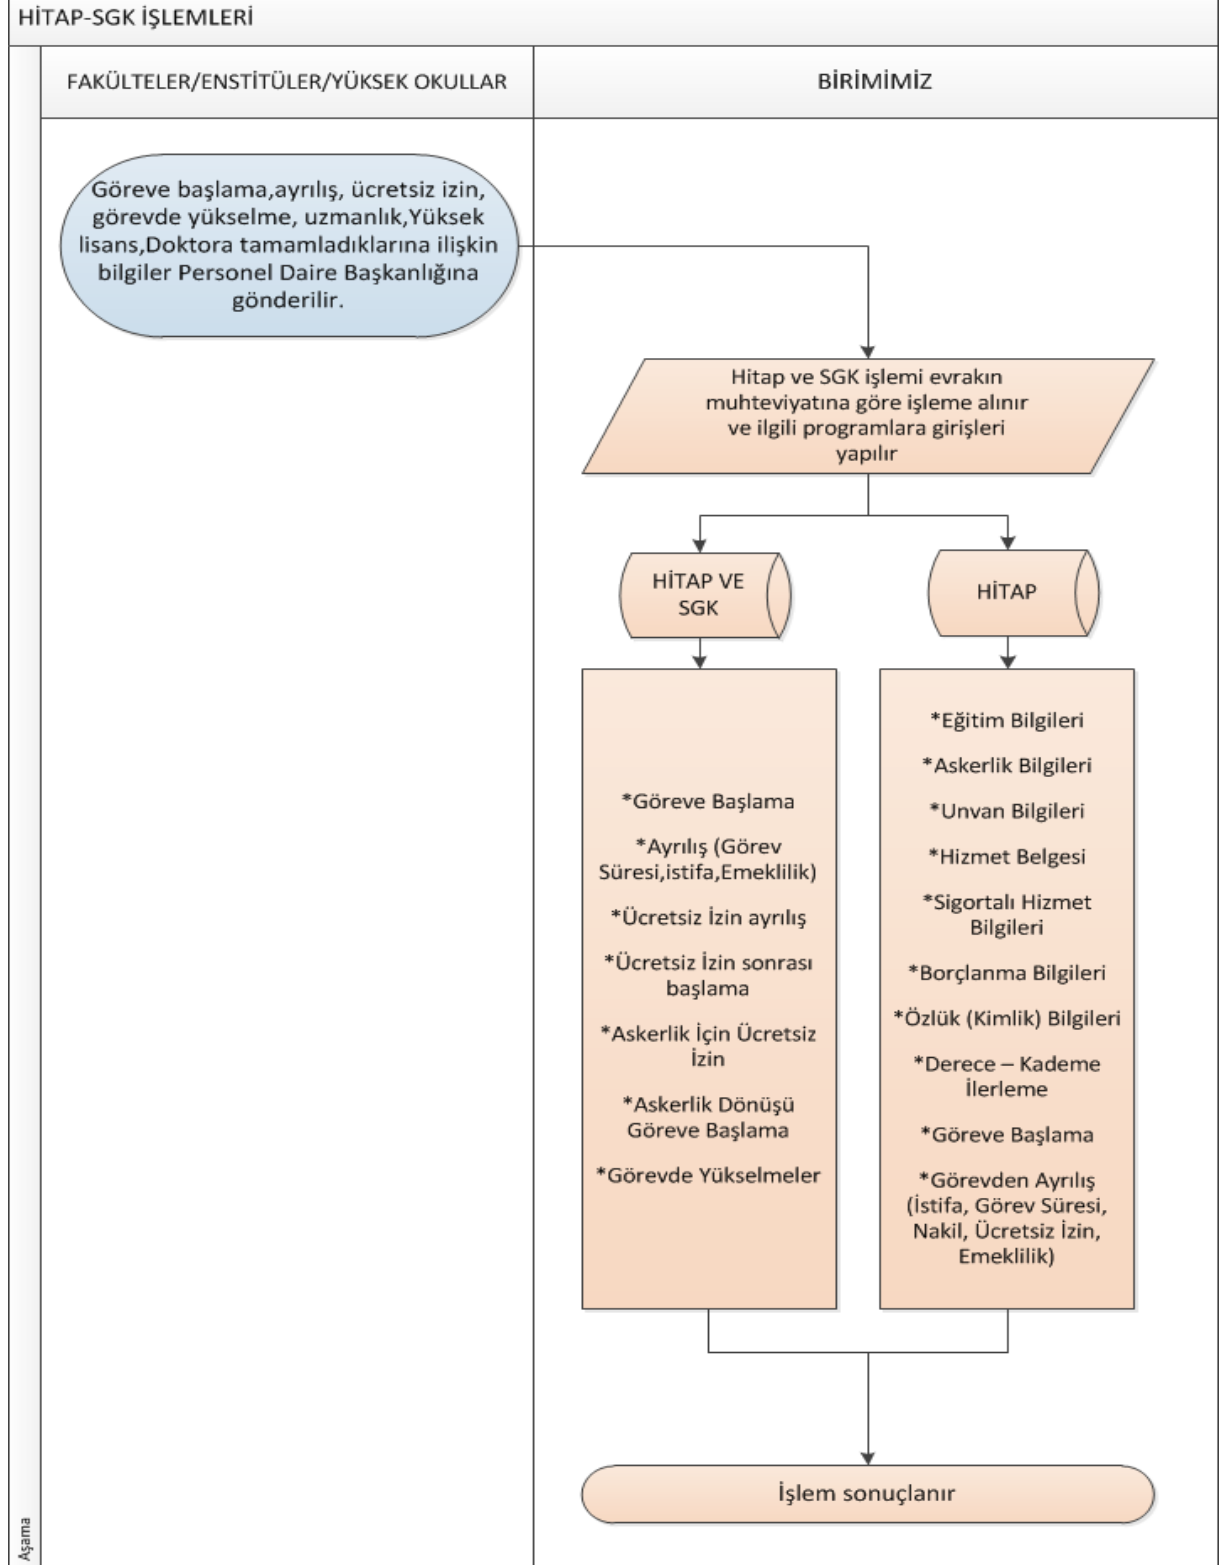 HİTAP-SGK İŞLEMLERİ
FAKÜLTELER/ENSTİTÜLER/YÜKSEK OKULLAR
BİRİMİMİZ
Göreve başlama,ayrılış, ücretsiz izin,
görevde yükselme, uzmanlık,Yüksek
lisans,Doktora tamamladıklarına ilişkin
bilgiler Personel Daire Başkanlığına
gönderilir.
Hitap ve SGK işlemi evrakın
muhteviyatına göre işleme alınır
ve ilgili programlara girişleri
yapılır
HİTAP VE
SGK
HİTAP
*Göreve Başlama
*Ayrılış (Görev
Süresi,istifa,Emeklilik)
*Ücretsiz İzin ayrılış
*Ücretsiz İzin sonrası
başlama
*Askerlik İçin Ücretsiz
İzin
*Askerlik Dönüşü
Göreve Başlama
*Görevde Yükselmeler
*Eğitim Bilgileri
*Askerlik Bilgileri
*Unvan Bilgileri
*Hizmet Belgesi
*Sigortalı Hizmet
Bilgileri
*Borçlanma Bilgileri
*Özlük (Kimlik) Bilgileri
*Derece – Kademe
İlerleme
*Göreve Başlama
*Görevden Ayrılış
(İstifa, Görev Süresi,
Nakil, Ücretsiz İzin,
Emeklilik)
İşlem sonuçlanır
Aşama